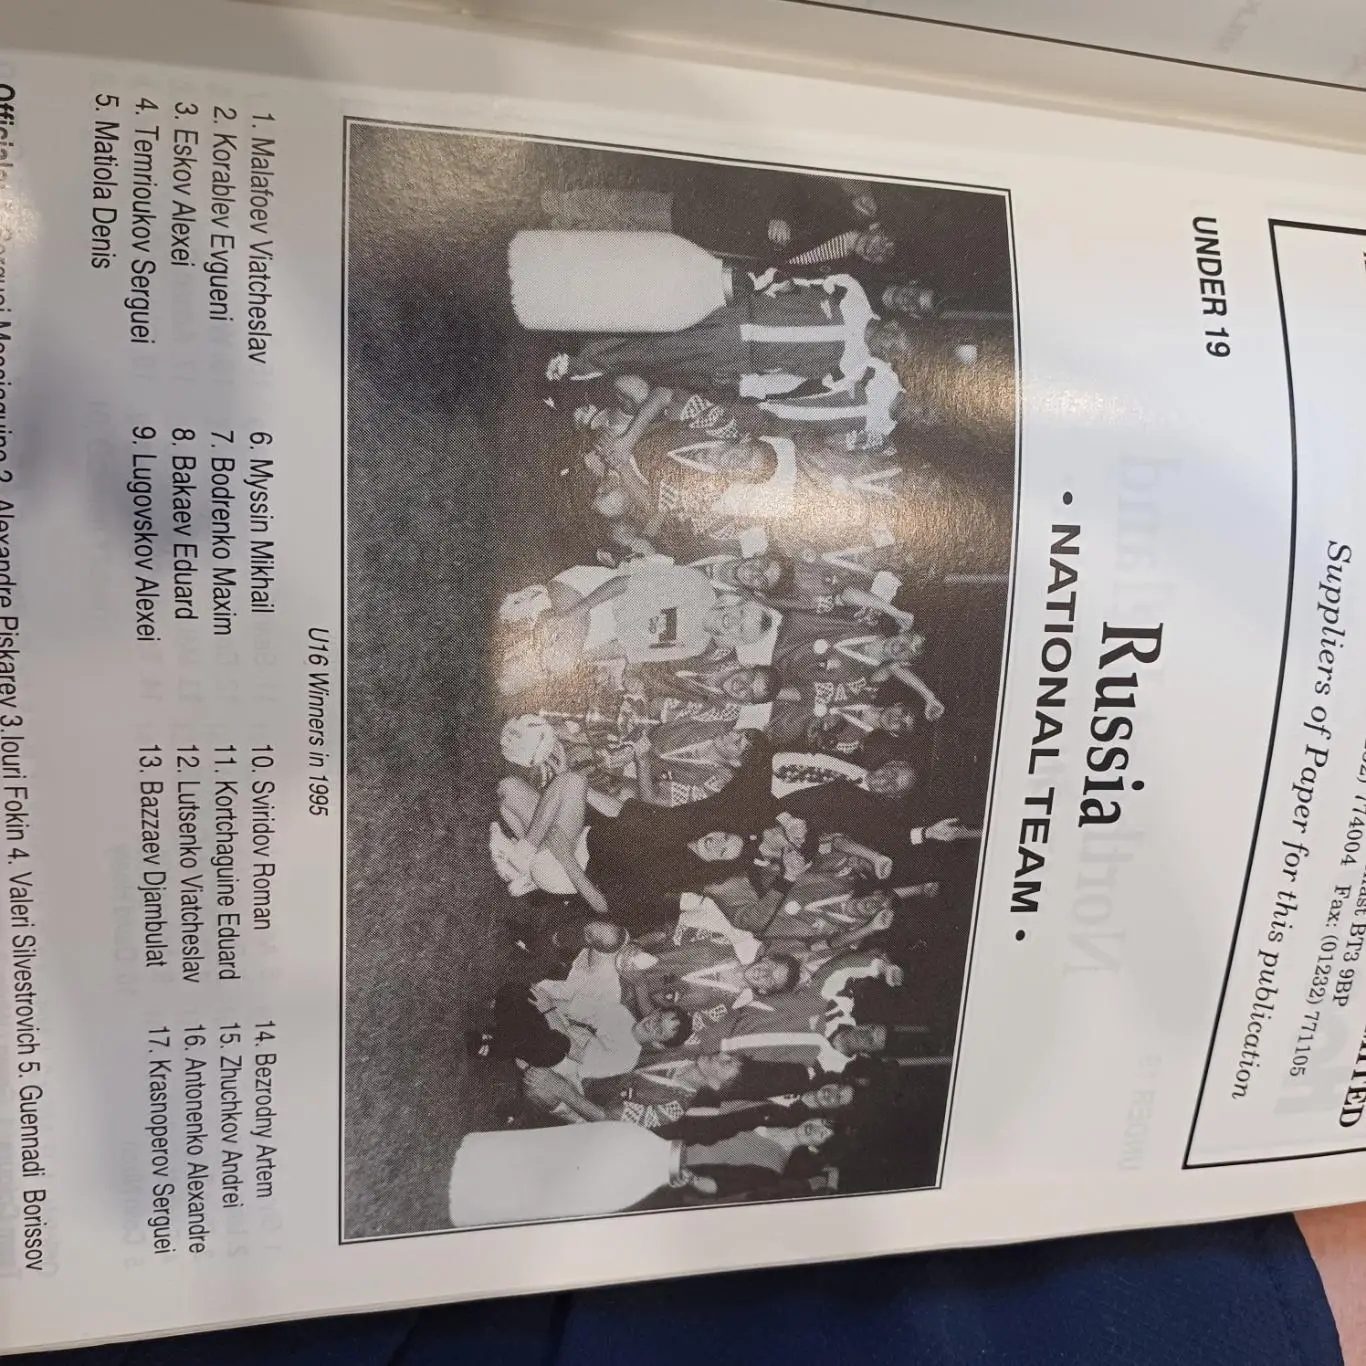 774004 Fax: (01232) 771105
Suppliers of Paper for this publication
UNDER 19
Russia
• NATIONAL TEAM •
U16 Winners in 1995
1. Malafoev Viatcheslav
2. Korablev Evgueni
3. Eskov Alexei
4. Temrioukov Serguei
5. Matiola Denis
6. Myssin Mikhail
7. Bodrenko Maxim
8. Bakaev Eduard
9. Lugovskov Alexei
10. Sviridov Roman
11. Kortchaguine Eduard
12. Lutsenko Viatcheslav
13. Bazzaev Djambulat
14. Bezrodny Artem
15. Zhuchkov Andrei
16. Antonenko Alexandre
17. Krasnoperov Serguei
2. Alexandre Piskarev 3.Iouri Fokin 4. Valeri Silvestrovich 5. Guennadi Borissov